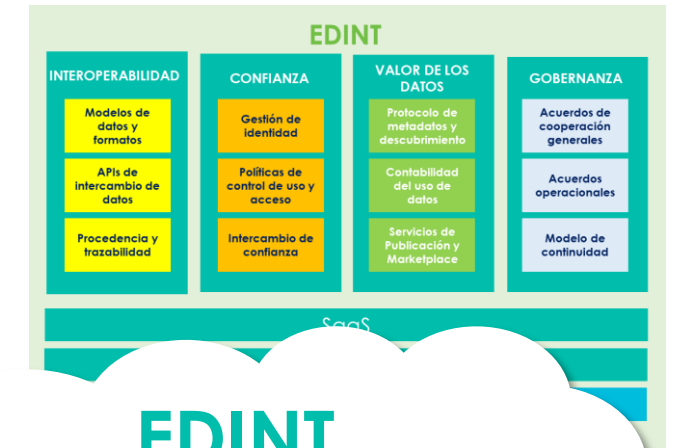 EDINT
INTEROPERABILIDAD
Modelos de
datos y
formatos
APIs de
intercambio de
datos
Procedencia y
trazabilidad
CONFIANZA
Gestión de
identidad
Políticas de
control de uso y
acceso
Intercambio de
confianza
VALOR DE LOS
DATOS
Protocolo de
metadatos y
descubrimiento
Contabilidad
del uso de
datos
Servicios de
Publicación y
Marketplace
GOBERNANZA
Acuerdos de
cooperación
generales
Acuerdos
operacionales
Modelo de
continuidad
SaaS
EDINT